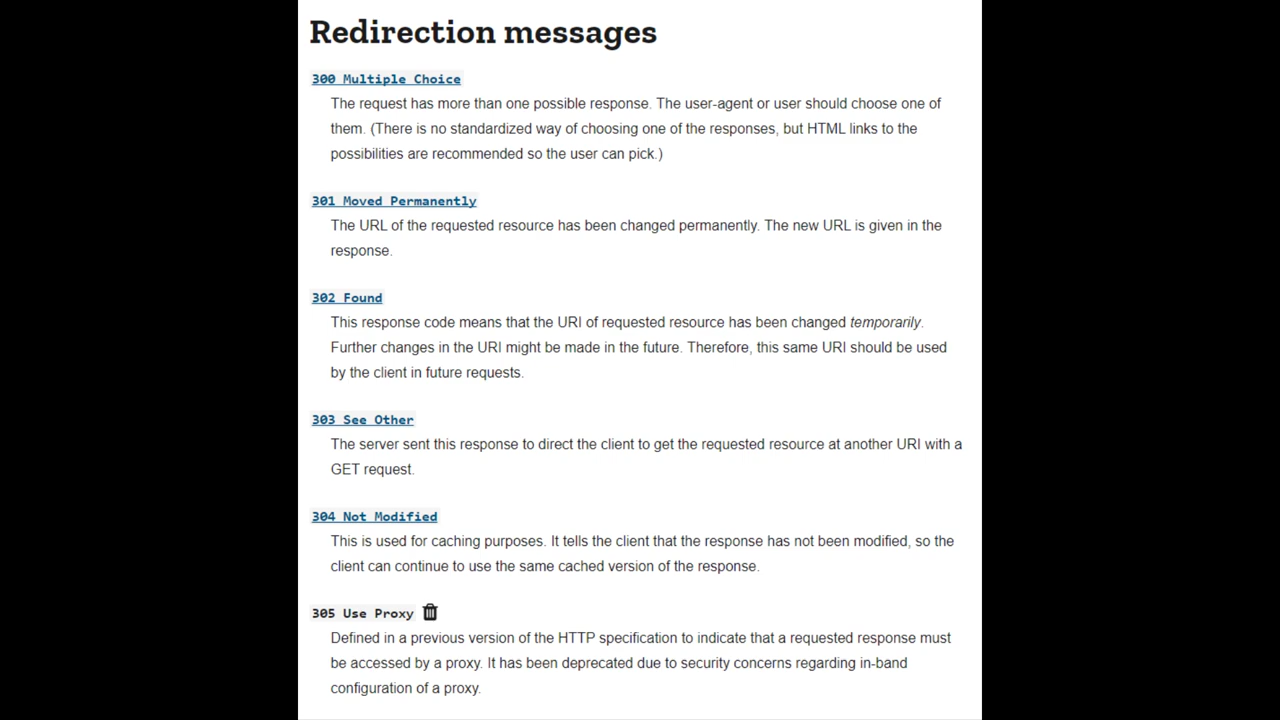 Redirection messages
300 Multiple Choice
The request has more than one possible response. The user-agent or user should choose one of
them. (There is no standardized way of choosing one of the responses, but HTML links to the
possibilities are recommended so the user can pick.)
301 Moved Permanently
The URL of the requested resource has been changed permanently. The new URL is given in the
response.
302 Found
This response code means that the URI of requested resource has been changed temporarily.
Further changes in the URI might be made in the future. Therefore, this same URI should be used
by the client in future requests.
303 See Other
The server sent this response to direct the client to get the requested resource at another URI with a
GET request.
304 Not Modified
This is used for caching purposes. It tells the client that the response has not been modified, so the
client can continue to use the same cached version of the response.
305 Use Proxy
Defined in a previous version of the HTTP specification to indicate that a requested response must
be accessed by a proxy. It has been deprecated due to security concerns regarding in-band
configuration of a proxy.